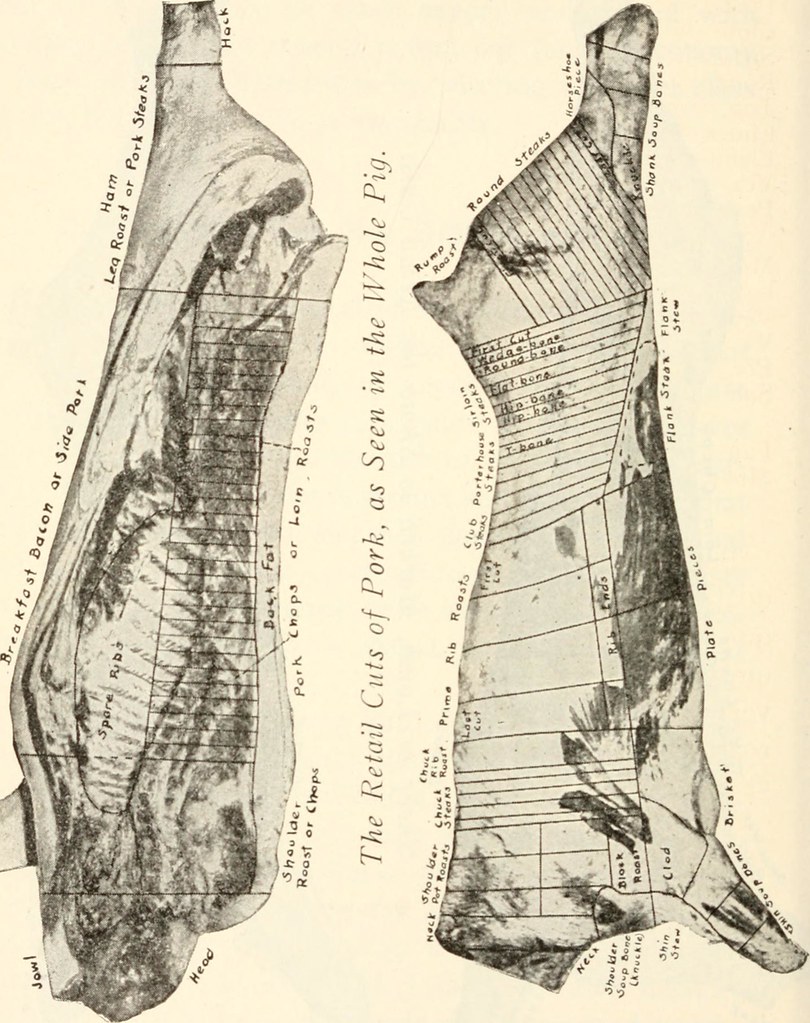 Hock
Ham
Leg Roast or Pork Steaks
Breakfast Bacon or Side Pork
Spare Ribs
Back Fat
Pork Chops or Loin Roasts
Shoulder
Roast or Chops
Jowl
Head
The Retail Cuts of Pork, as Seen in the Whole Pig.
Horseshoe
Piece
Shank Soup Bones
Round Steaks
Rump
Roast
First Cut
Wedge-bone
Round-bone
Flat-bone
Hip-bone
Hip-bone
T-bone
Sirloin
Steaks
Porterhouse
Steaks
Club
Steaks
Flank
Stew
Flank Steak
First
Cut
Prime Rib Roasts
Last
Cut
Rib Ends
Plate Pieces
Chuck
Rib
Roast
Chuck
Steaks
Shoulder
Pot Roasts
Neck
Block
Roast
Clod
Brisket
Shin Soup Bones
Shin
Stew
Shoulder
Soup Bone
(Knuckle)
Neck